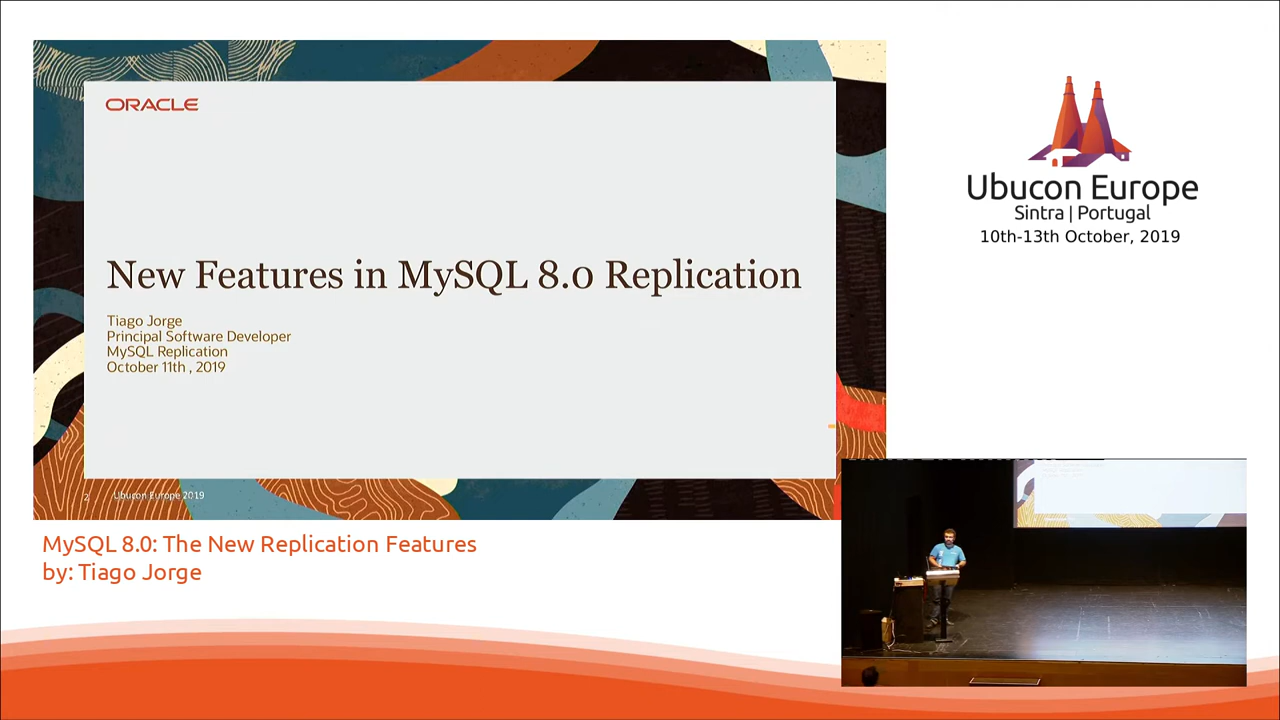 ORACLE
New Features in MySQL 8.0 Replication
Tiago Jorge
Principal Software Developer
MySQL Replication
October 11th , 2019
2 Ubucon Europe 2019
MySQL 8.0: The New Replication Features
by: Tiago Jorge
Ubucon Europe
Sintra | Portugal
10th-13th October, 2019